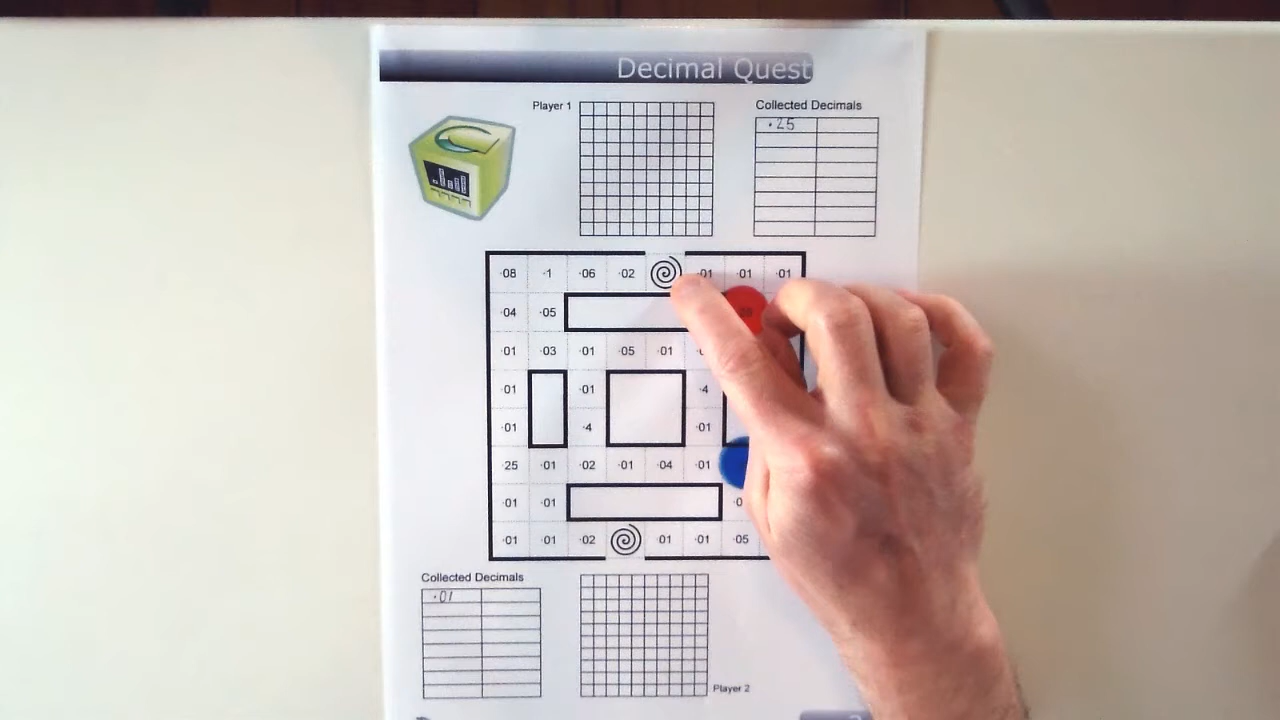 Decimal Quest
Player 1
Collected Decimals
·25
·08 ·1 ·06 ·02 ·01 ·01 ·01
·04 ·05
·01 ·03 ·01 ·05 ·01
·01 ·01 ·4
·01 ·4 ·01
·25 ·01 ·02 ·01 ·04 ·01
·01 ·01
·01 ·01 ·02 ·01 ·01 ·05
Collected Decimals
·01
Player 2